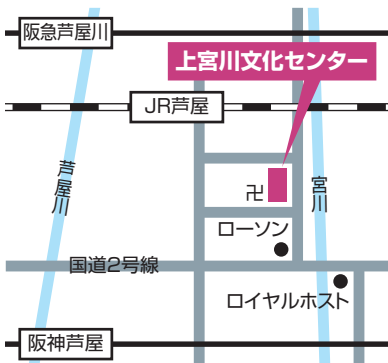 阪急芦屋川
上宮川文化センター
JR芦屋
芦屋川
宮川
卍
ローソン
国道2号線
ロイヤルホスト
阪神芦屋